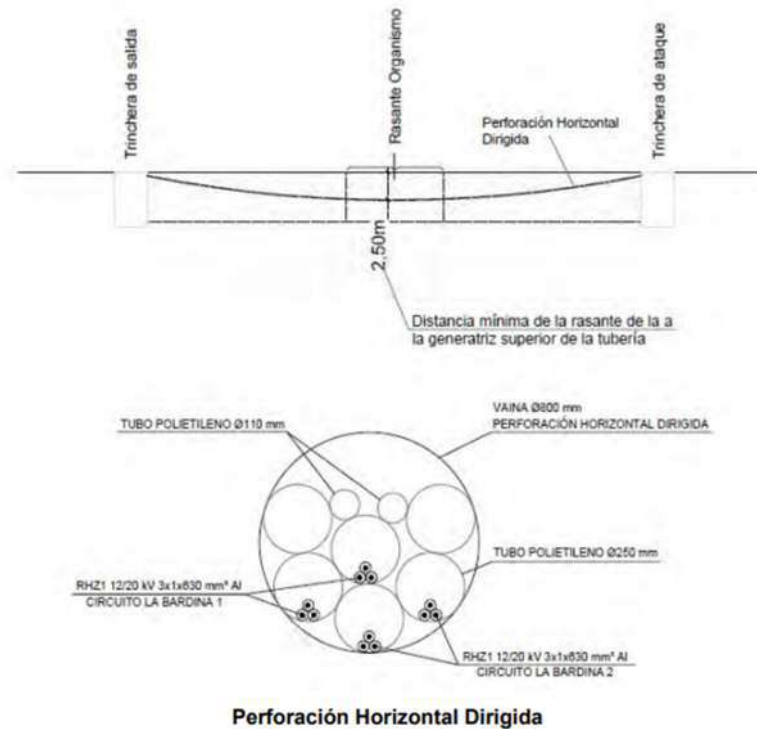 Trinchera de salida
Rasante Organismo
Trinchera de ataque
Perforación Horizontal
Dirigida
2,50m
Distancia mínima de la rasante de la a
la generatriz superior de la tubería
VAINA Ø800 mm
PERFORACIÓN HORIZONTAL DIRIGIDA
TUBO POLIETILENO Ø110 mm
TUBO POLIETILENO Ø250 mm
RHZ1 12/20 kV 3x1x630 mm² Al
CIRCUITO LA BARDINA 1
RHZ1 12/20 kV 3x1x630 mm² Al
CIRCUITO LA BARDINA 2
Perforación Horizontal Dirigida